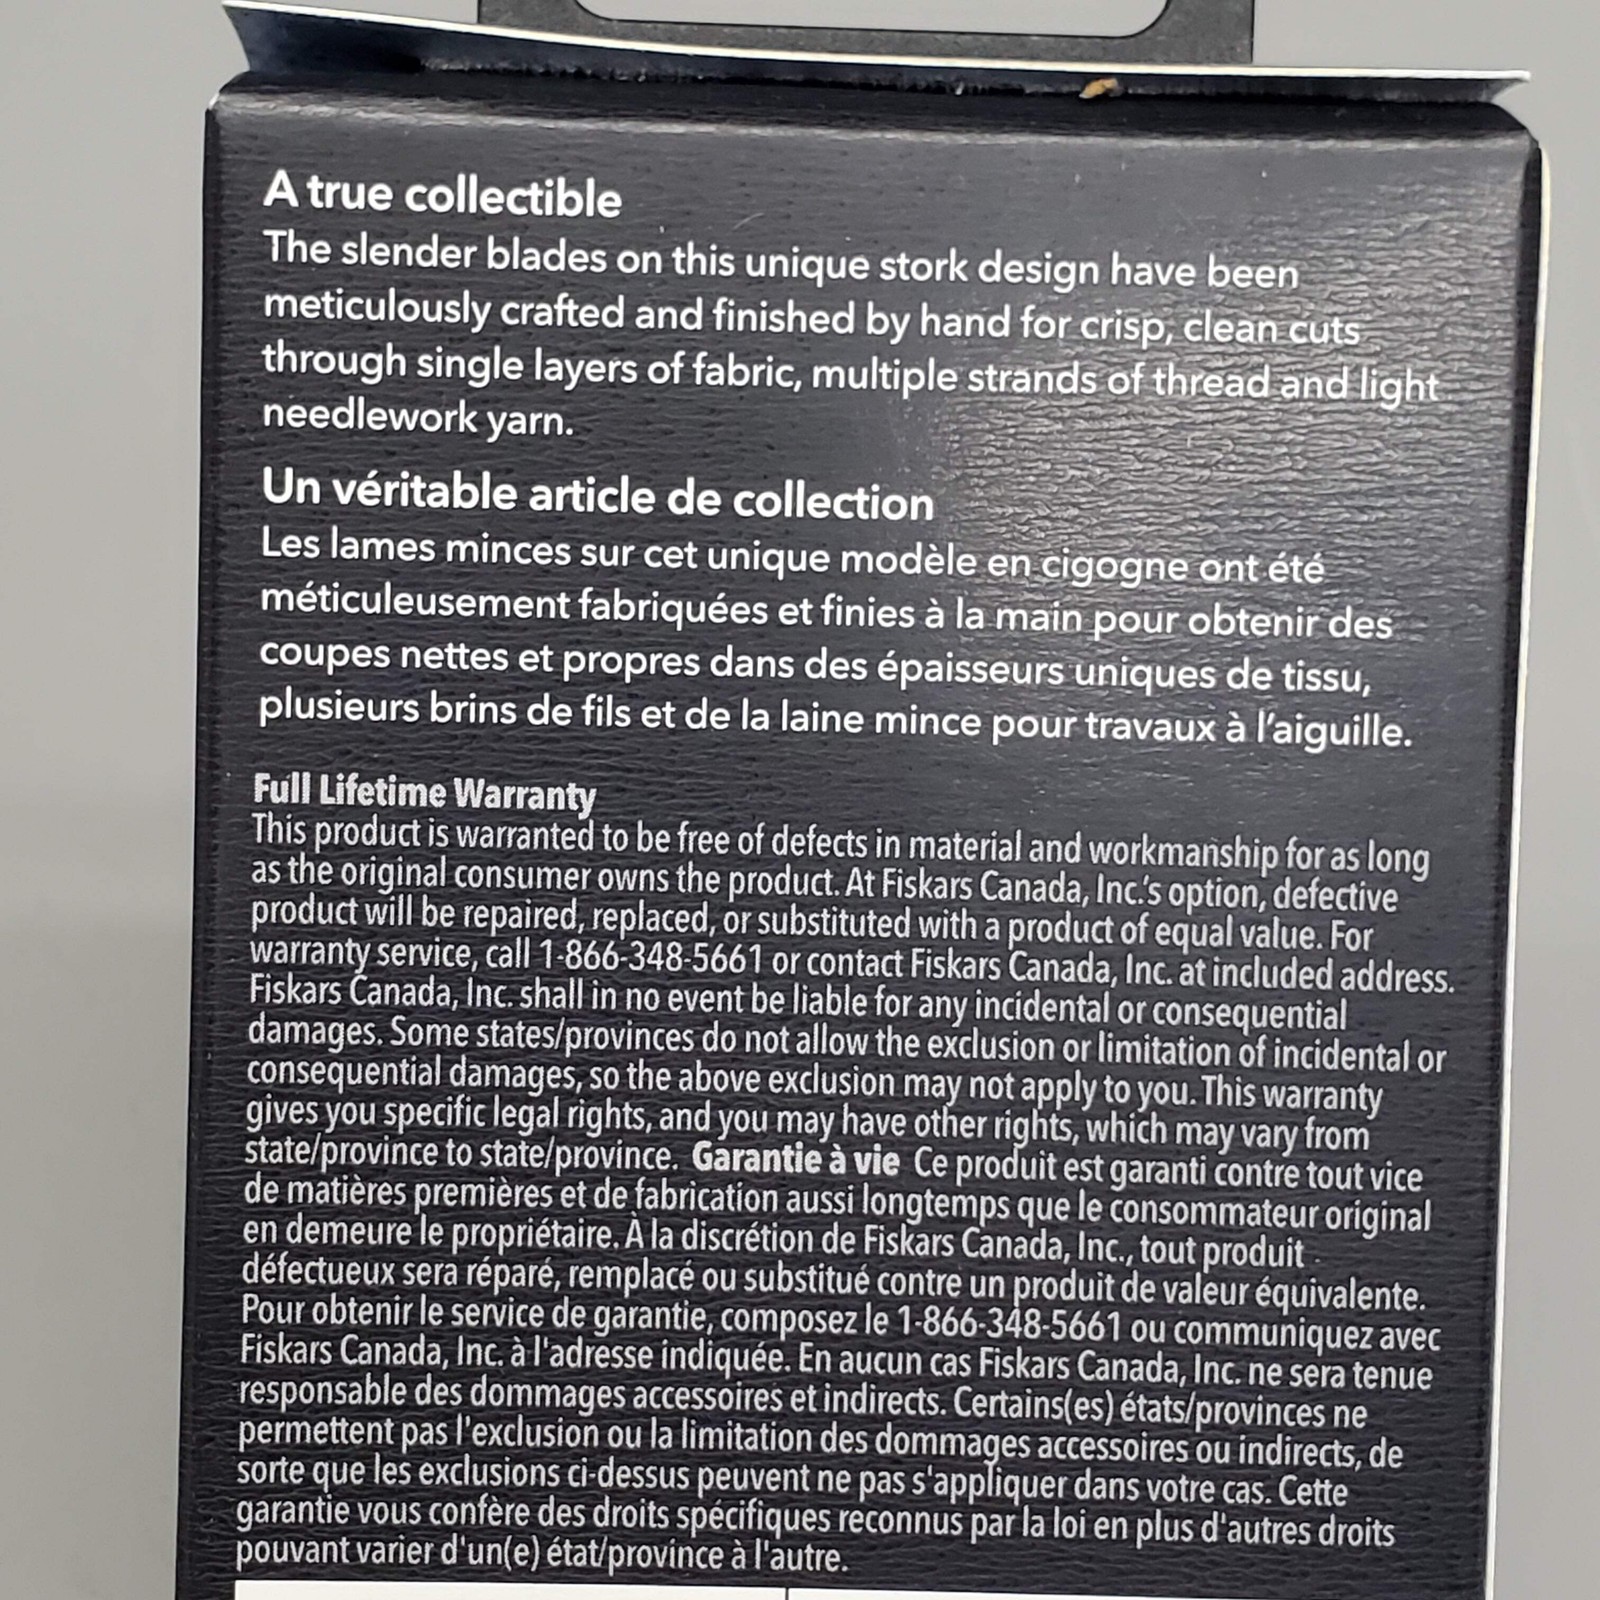 A true collectible
The slender blades on this unique stork design have been
meticulously crafted and finished by hand for crisp, clean cuts
through single layers of fabric, multiple strands of thread and light
needlework yarn.
Un véritable article de collection
Les lames minces sur cet unique modèle en cigogne ont été
méticuleusement fabriquées et finies à la main pour obtenir des
coupes nettes et propres dans des épaisseurs uniques de tissu,
plusieurs brins de fils et de la laine mince pour travaux à l'aiguille.
Full Lifetime Warranty
This product is warranted to be free of defects in material and workmanship for as long
as the original consumer owns the product. At Fiskars Canada, Inc.'s option, defective
product will be repaired, replaced, or substituted with a product of equal value. For
warranty service, call 1-866-348-5661 or contact Fiskars Canada, Inc. at included address.
Fiskars Canada, Inc. shall in no event be liable for any incidental or consequential
damages. Some states/provinces do not allow the exclusion or limitation of incidental or
consequential damages, so the above exclusion may not apply to you. This warranty
gives you specific legal rights, and you may have other rights, which may vary from
state/province to state/province. Garantie à vie Ce produit est garanti contre tout vice
de matières premières et de fabrication aussi longtemps que le consommateur original
en demeure le propriétaire. À la discrétion de Fiskars Canada, Inc., tout produit
défectueux sera réparé, remplacé ou substitué contre un produit de valeur équivalente.
Pour obtenir le service de garantie, composez le 1-866-348-5661 ou communiquez avec
Fiskars Canada, Inc. à l'adresse indiquée. En aucun cas Fiskars Canada, Inc. ne sera tenue
responsable des dommages accessoires et indirects. Certains(es) états/provinces ne
permettent pas l'exclusion ou la limitation des dommages accessoires ou indirects, de
sorte que les exclusions ci-dessus peuvent ne pas s'appliquer dans votre cas. Cette
garantie vous confère des droits spécifiques reconnus par la loi en plus d'autres droits
pouvant varier d'un(e) état/province à l'autre.